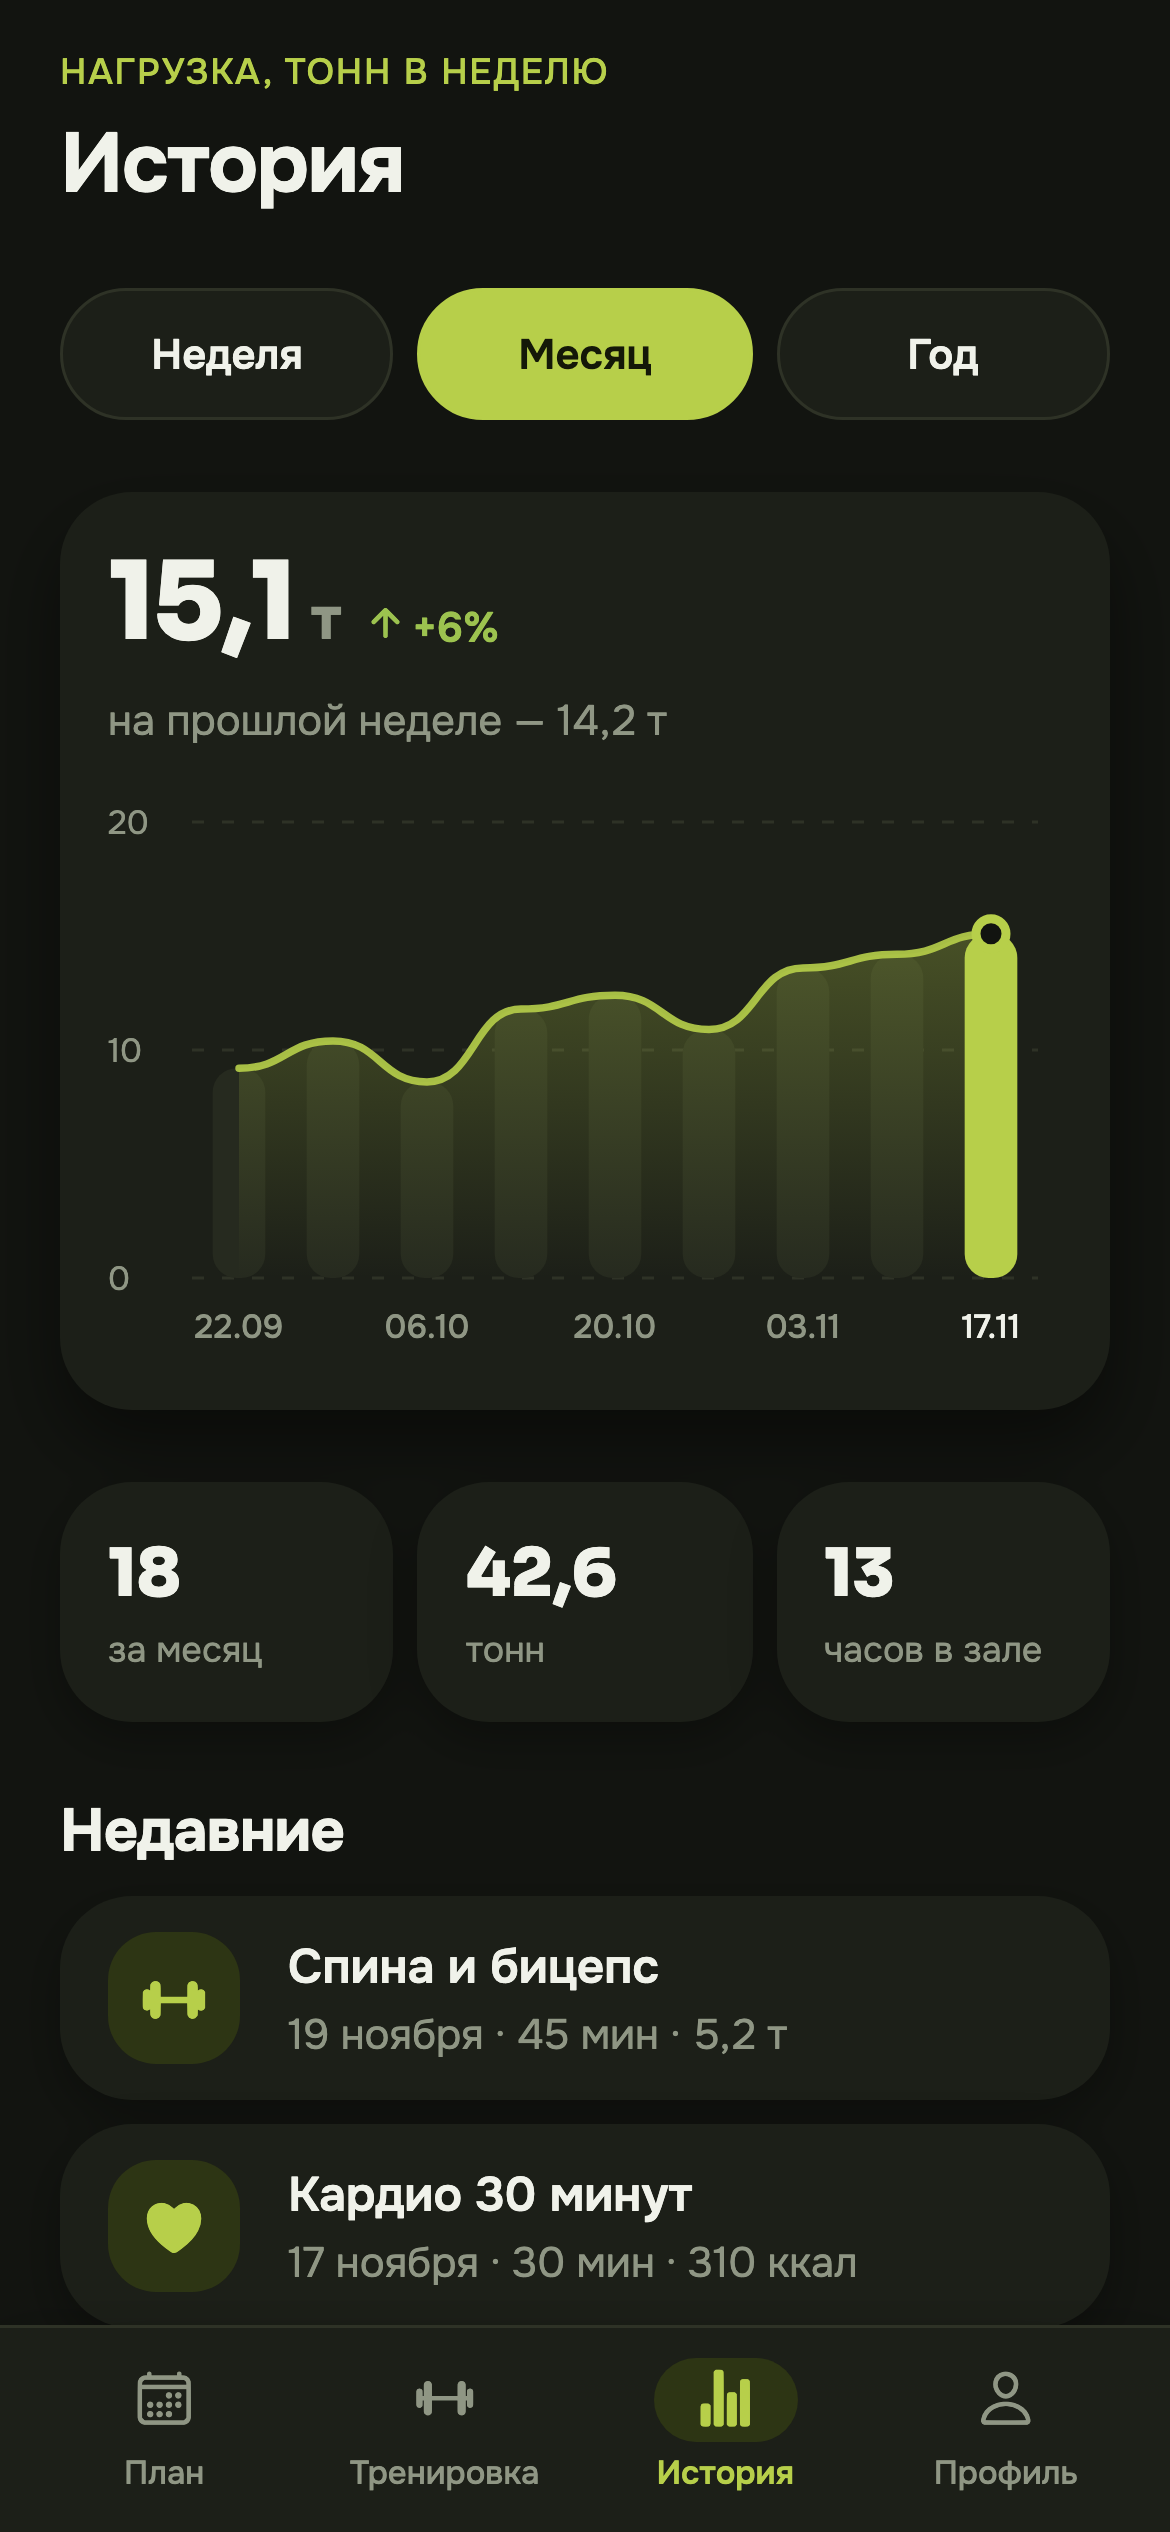 НАГРУЗКА, ТОНН В НЕДЕЛЮ
История
Неделя
Месяц
Год
15,1 т ↑ +6%
на прошлой неделе — 14,2 т
20
10
0
22.09
06.10
20.10
03.11
17.11
18
за месяц
42,6
тонн
13
часов в зале
Недавние
Спина и бицепс
19 ноября · 45 мин · 5,2 т
Кардио 30 минут
17 ноября · 30 мин · 310 ккал
План
Тренировка
История
Профиль